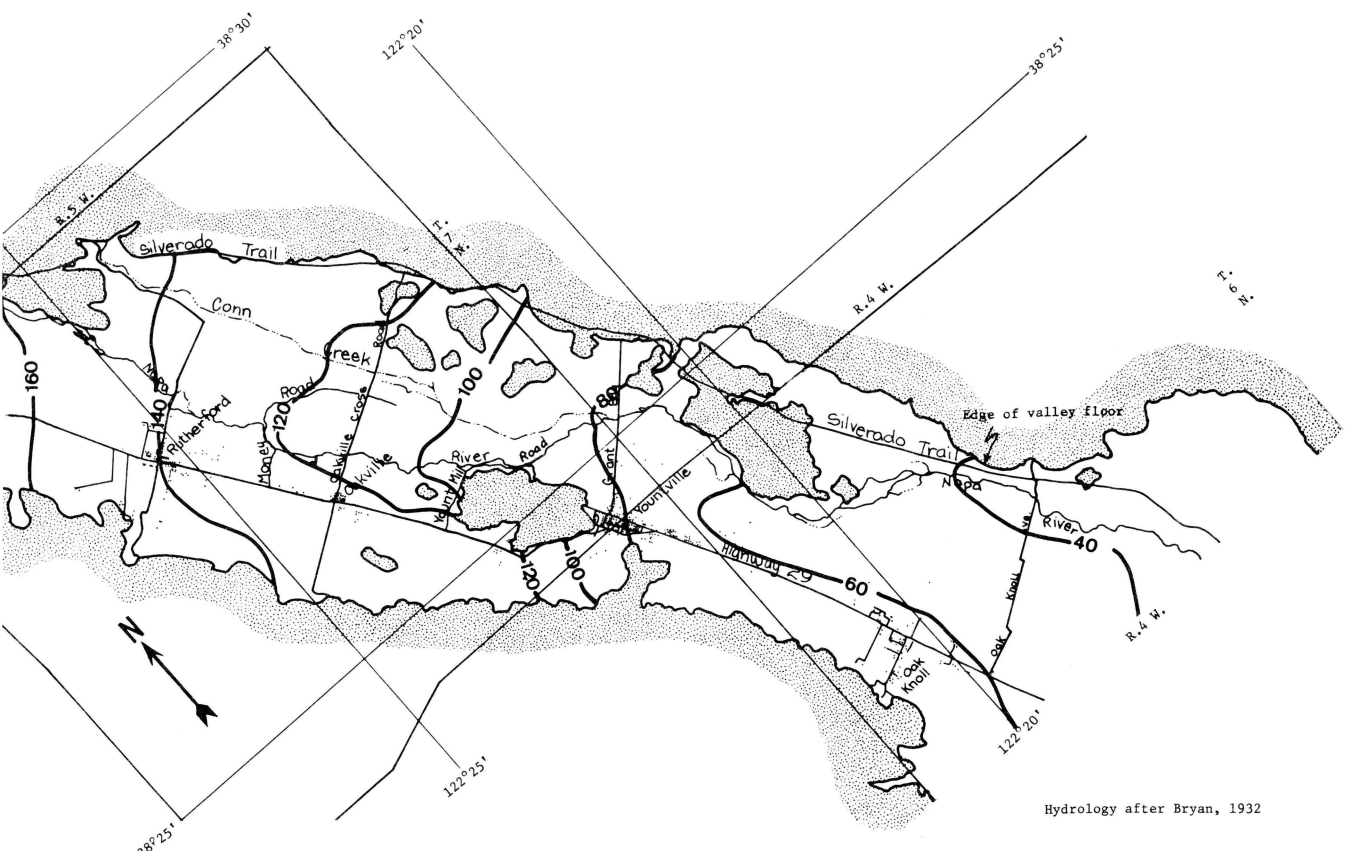 38°30'
122°20'
38°25'
R.5 W.
T.
7
N.
R.4 W.
T.
6
N.
Silverado Trail
Conn
Creek
160
140
120
100
80
Napa
Rutherford
Money
Road
Oakville Cross
Road
Oakville
Yount Mill
River
Road
Yountville
Edge of valley floor
Silverado Trail
Napa
River
40
Highway 29
60
120
100
Oak
Knoll
Oak
Knoll
R.4 W.
N
122°25'
122°20'
38°25'
Hydrology after Bryan, 1932